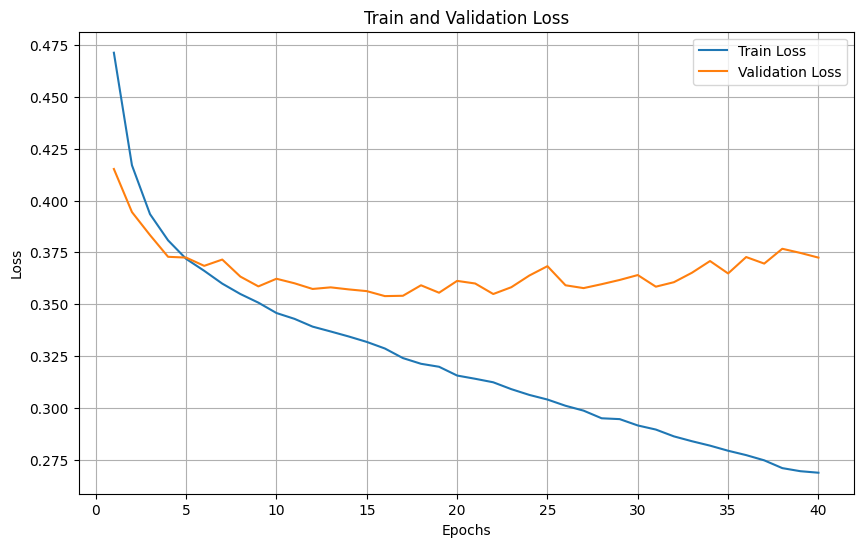 Train and Validation Loss
Train Loss
Validation Loss
Loss
0.475
0.450
0.425
0.400
0.375
0.350
0.325
0.300
0.275
0 5 10 15 20 25 30 35 40
Epochs